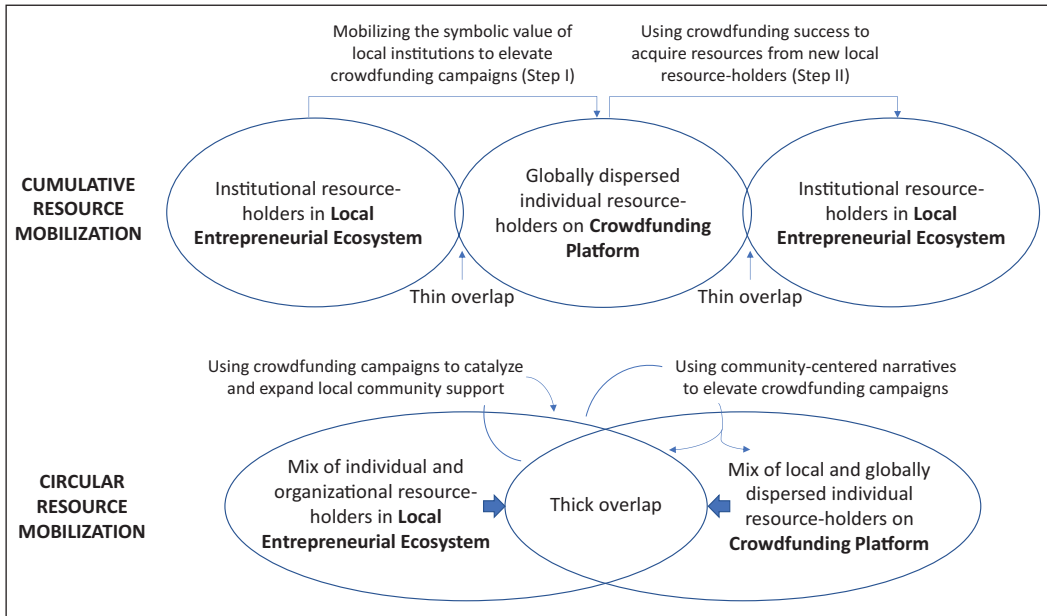 Mobilizing the symbolic value of
local institutions to elevate
crowdfunding campaigns (Step I)
Using crowdfunding success to
acquire resources from new local
resource-holders (Step II)
CUMULATIVE
RESOURCE
MOBILIZATION
Institutional resource-
holders in Local
Entrepreneurial Ecosystem
Globally dispersed
individual resource-
holders on Crowdfunding
Platform
Institutional resource-
holders in Local
Entrepreneurial Ecosystem
Thin overlap
Thin overlap
Using crowdfunding campaigns to catalyze
and expand local community support
Using community-centered narratives
to elevate crowdfunding campaigns
CIRCULAR
RESOURCE
MOBILIZATION
Mix of individual and
organizational resource-
holders in Local
Entrepreneurial Ecosystem
Thick overlap
Mix of local and globally
dispersed individual
resource-holders on
Crowdfunding Platform